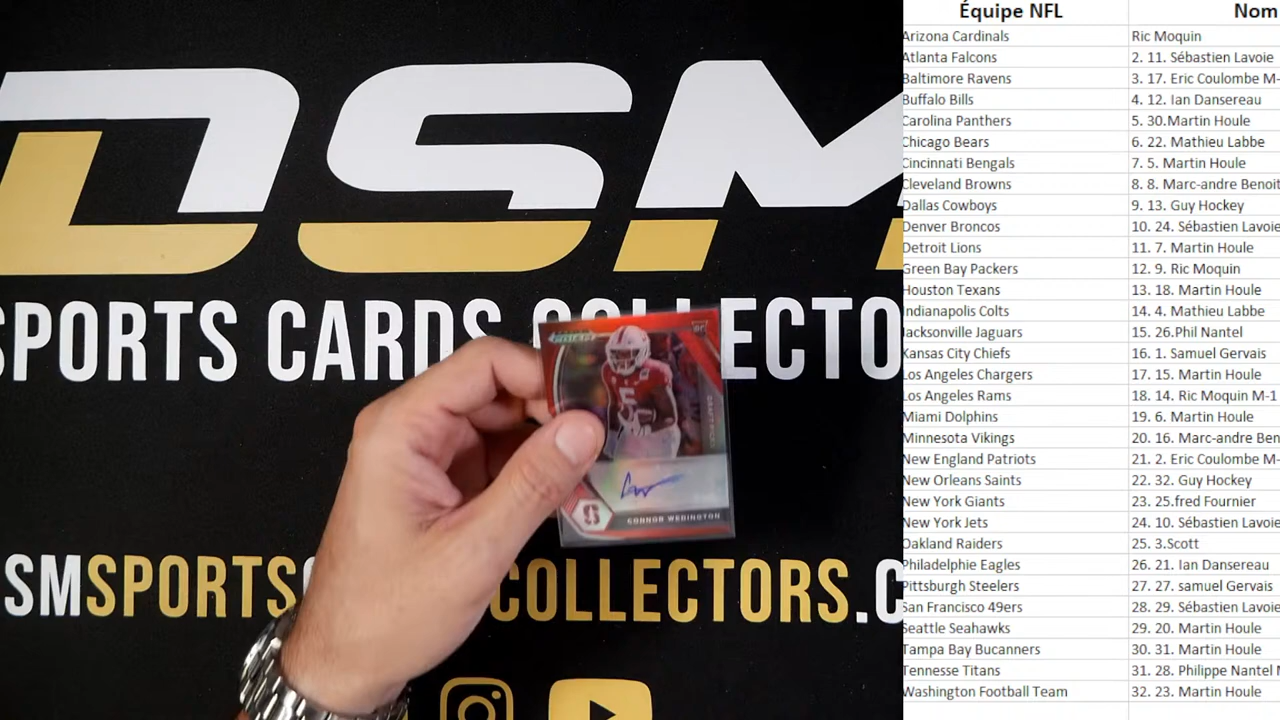 DSM
SPORTS CARDS COLLECTO
SMSPORTS COLLECTORS.C
PRIZM
RC
DRAFT PICKS
S
CONNOR WEDINGTON
Équipe NFL Nom
Arizona Cardinals Ric Moquin
Atlanta Falcons 2. 11. Sébastien Lavoie
Baltimore Ravens 3. 17. Eric Coulombe M-
Buffalo Bills 4. 12. Ian Dansereau
Carolina Panthers 5. 30.Martin Houle
Chicago Bears 6. 22. Mathieu Labbe
Cincinnati Bengals 7. 5. Martin Houle
Cleveland Browns 8. 8. Marc-andre Benoit
Dallas Cowboys 9. 13. Guy Hockey
Denver Broncos 10. 24. Sébastien Lavoie
Detroit Lions 11. 7. Martin Houle
Green Bay Packers 12. 9. Ric Moquin
Houston Texans 13. 18. Martin Houle
Indianapolis Colts 14. 4. Mathieu Labbe
Jacksonville Jaguars 15. 26.Phil Nantel
Kansas City Chiefs 16. 1. Samuel Gervais
Los Angeles Chargers 17. 15. Martin Houle
Los Angeles Rams 18. 14. Ric Moquin M-1
Miami Dolphins 19. 6. Martin Houle
Minnesota Vikings 20. 16. Marc-andre Ben
New England Patriots 21. 2. Eric Coulombe M-
New Orleans Saints 22. 32. Guy Hockey
New York Giants 23. 25.fred Fournier
New York Jets 24. 10. Sébastien Lavoie
Oakland Raiders 25. 3.Scott
Philadelphie Eagles 26. 21. Ian Dansereau
Pittsburgh Steelers 27. 27. samuel Gervais
San Francisco 49ers 28. 29. Sébastien Lavoie
Seattle Seahawks 29. 20. Martin Houle
Tampa Bay Bucanners 30. 31. Martin Houle
Tennesse Titans 31. 28. Philippe Nantel M
Washington Football Team 32. 23. Martin Houle